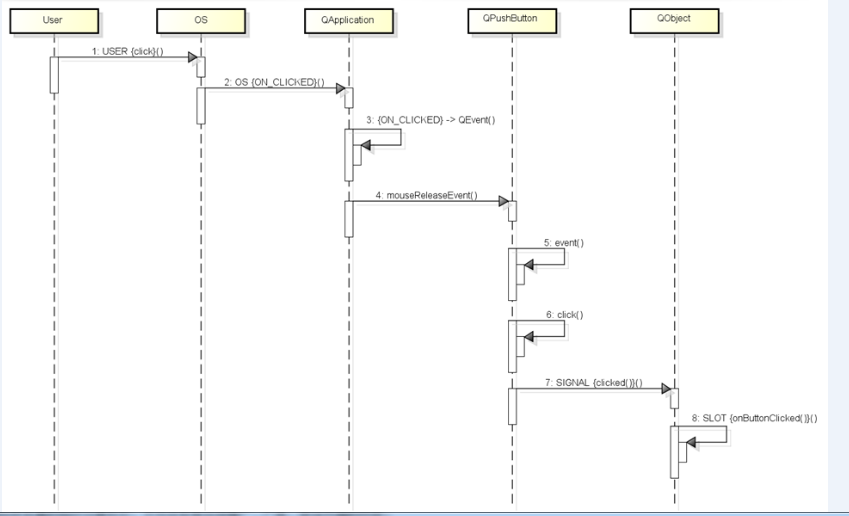 User
OS
QApplication
QPushButton
QObject
1: USER {click}()
2: OS {ON_CLICKED}()
3: {ON_CLICKED} -> QEvent()
4: mouseReleaseEvent()
5: event()
6: click()
7: SIGNAL {clicked()}()
8: SLOT {onButtonClicked()}()